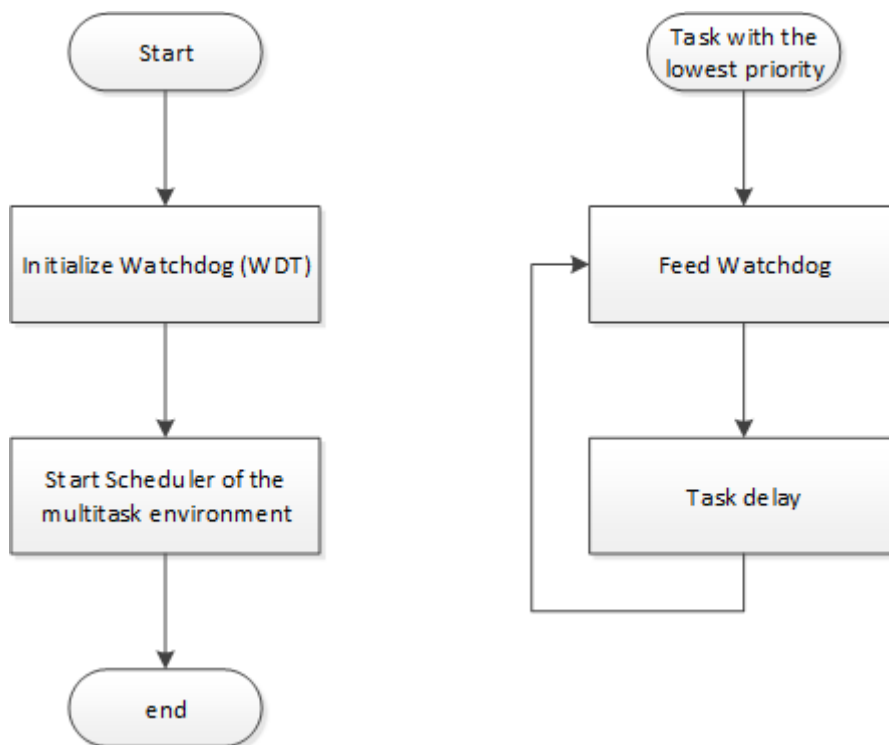 Start
Initialize Watchdog (WDT)
Start Scheduler of the
multitask environment
end
Task with the
lowest priority
Feed Watchdog
Task delay